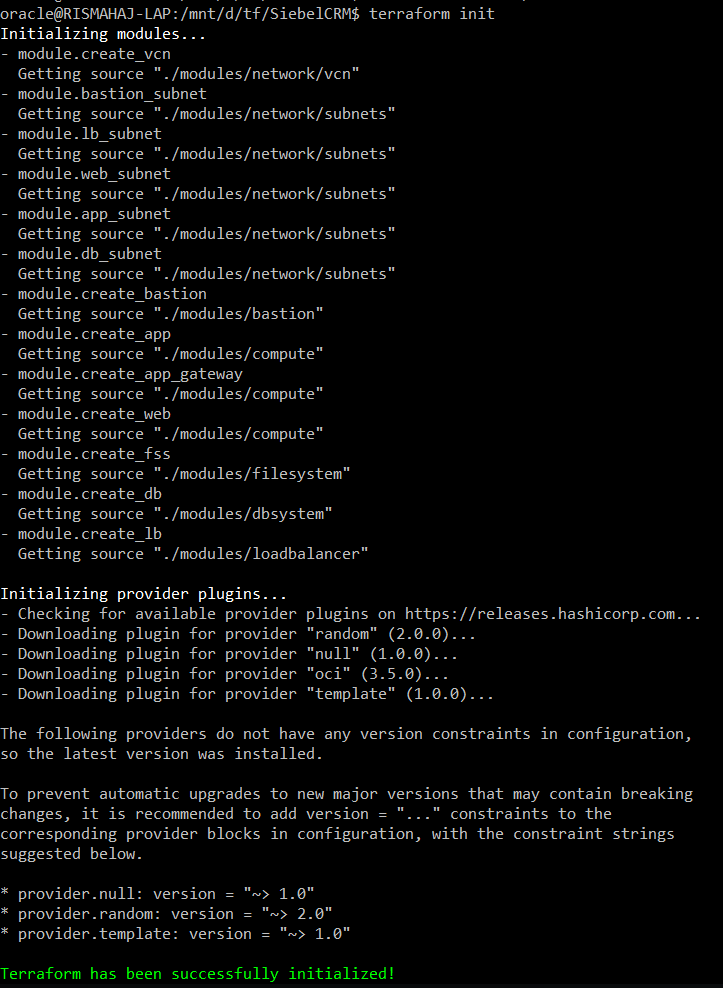 oracle@RISMAHAJ-LAP:/mnt/d/tf/SiebelCRM$ terraform init
Initializing modules...
- module.create_vcn
  Getting source "./modules/network/vcn"
- module.bastion_subnet
  Getting source "./modules/network/subnets"
- module.lb_subnet
  Getting source "./modules/network/subnets"
- module.web_subnet
  Getting source "./modules/network/subnets"
- module.app_subnet
  Getting source "./modules/network/subnets"
- module.db_subnet
  Getting source "./modules/network/subnets"
- module.create_bastion
  Getting source "./modules/bastion"
- module.create_app
  Getting source "./modules/compute"
- module.create_app_gateway
  Getting source "./modules/compute"
- module.create_web
  Getting source "./modules/compute"
- module.create_fss
  Getting source "./modules/filesystem"
- module.create_db
  Getting source "./modules/dbsystem"
- module.create_lb
  Getting source "./modules/loadbalancer"

Initializing provider plugins...
- Checking for available provider plugins on https://releases.hashicorp.com...
- Downloading plugin for provider "random" (2.0.0)...
- Downloading plugin for provider "null" (1.0.0)...
- Downloading plugin for provider "oci" (3.5.0)...
- Downloading plugin for provider "template" (1.0.0)...

The following providers do not have any version constraints in configuration,
so the latest version was installed.

To prevent automatic upgrades to new major versions that may contain breaking
changes, it is recommended to add version = "..." constraints to the
corresponding provider blocks in configuration, with the constraint strings
suggested below.

* provider.null: version = "~> 1.0"
* provider.random: version = "~> 2.0"
* provider.template: version = "~> 1.0"

Terraform has been successfully initialized!